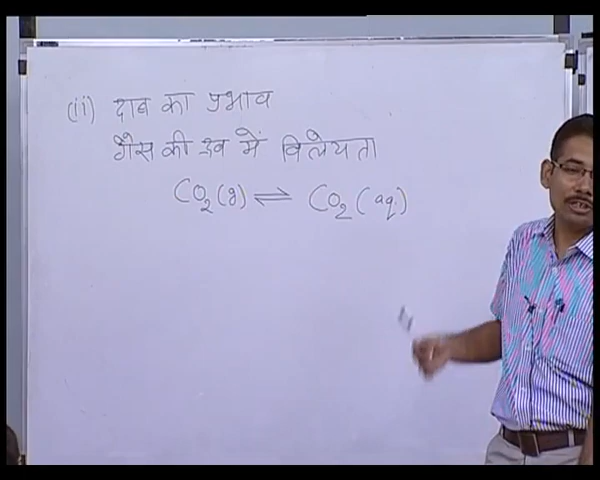 (ii) दाब का प्रभाव
गैस की द्रव में विलेयता
CO₂(g) ⇌ CO₂(aq)